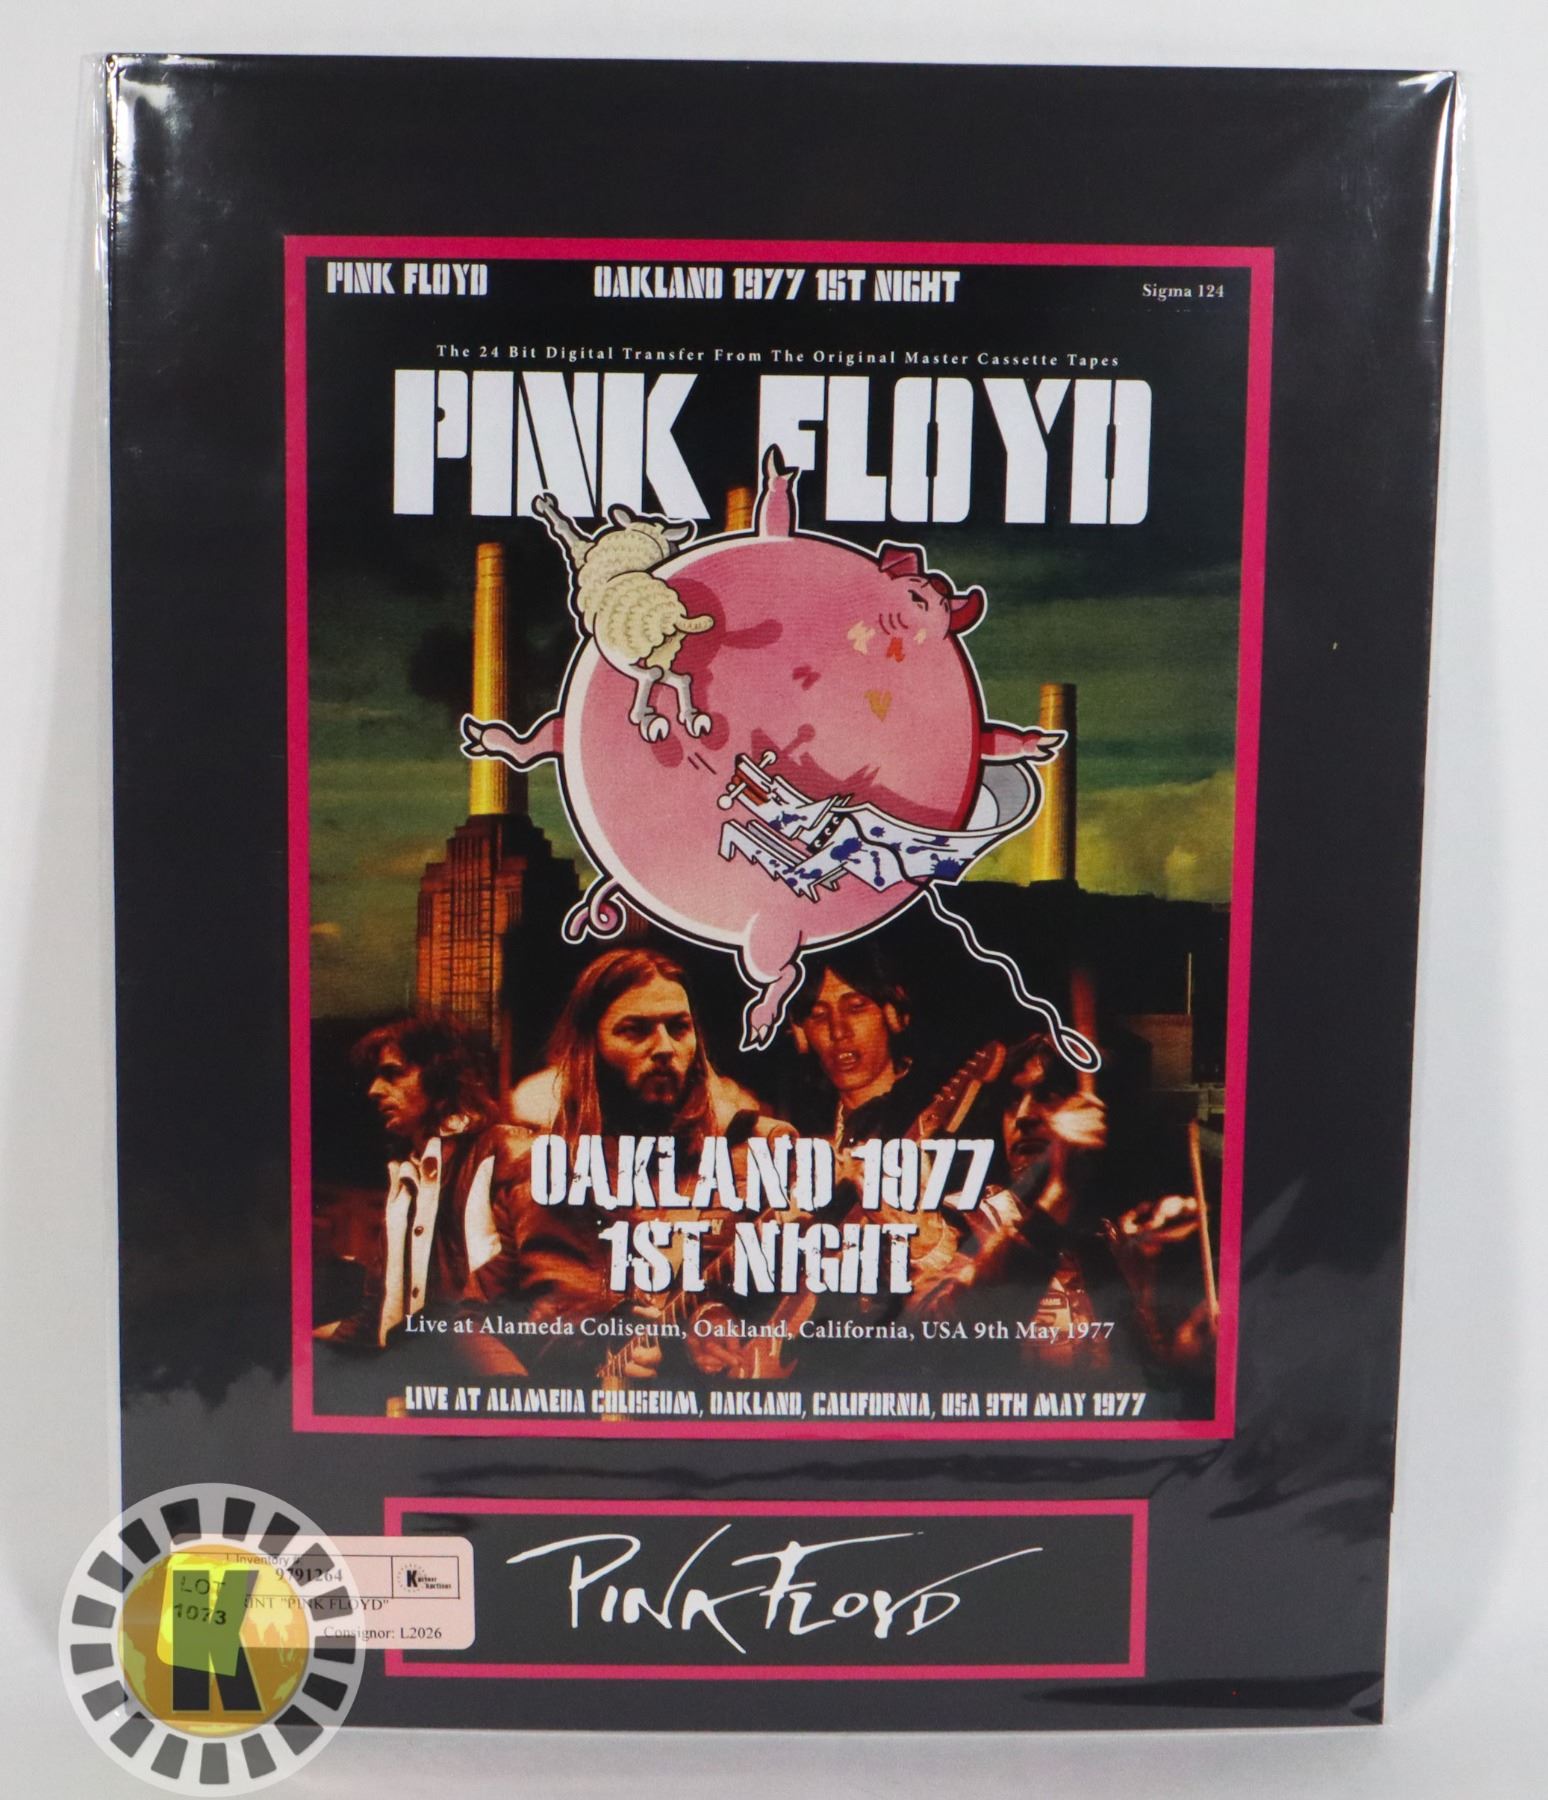 PINK FLOYD OAKLAND 1977 1ST NIGHT Sigma 124
The 24 Bit Digital Transfer From The Original Master Cassette Tapes
PINK FLOYD
OAKLAND 1977
1ST NIGHT
Live at Alameda Coliseum, Oakland, California, USA 9th May 1977
LIVE AT ALAMEDA COLISEUM, OAKLAND, CALIFORNIA, USA 9TH MAY 1977
PINK FLOYD
Inventory #:
9791264
LOT
1073
"PINK FLOYD"
Consignor: L2026
K